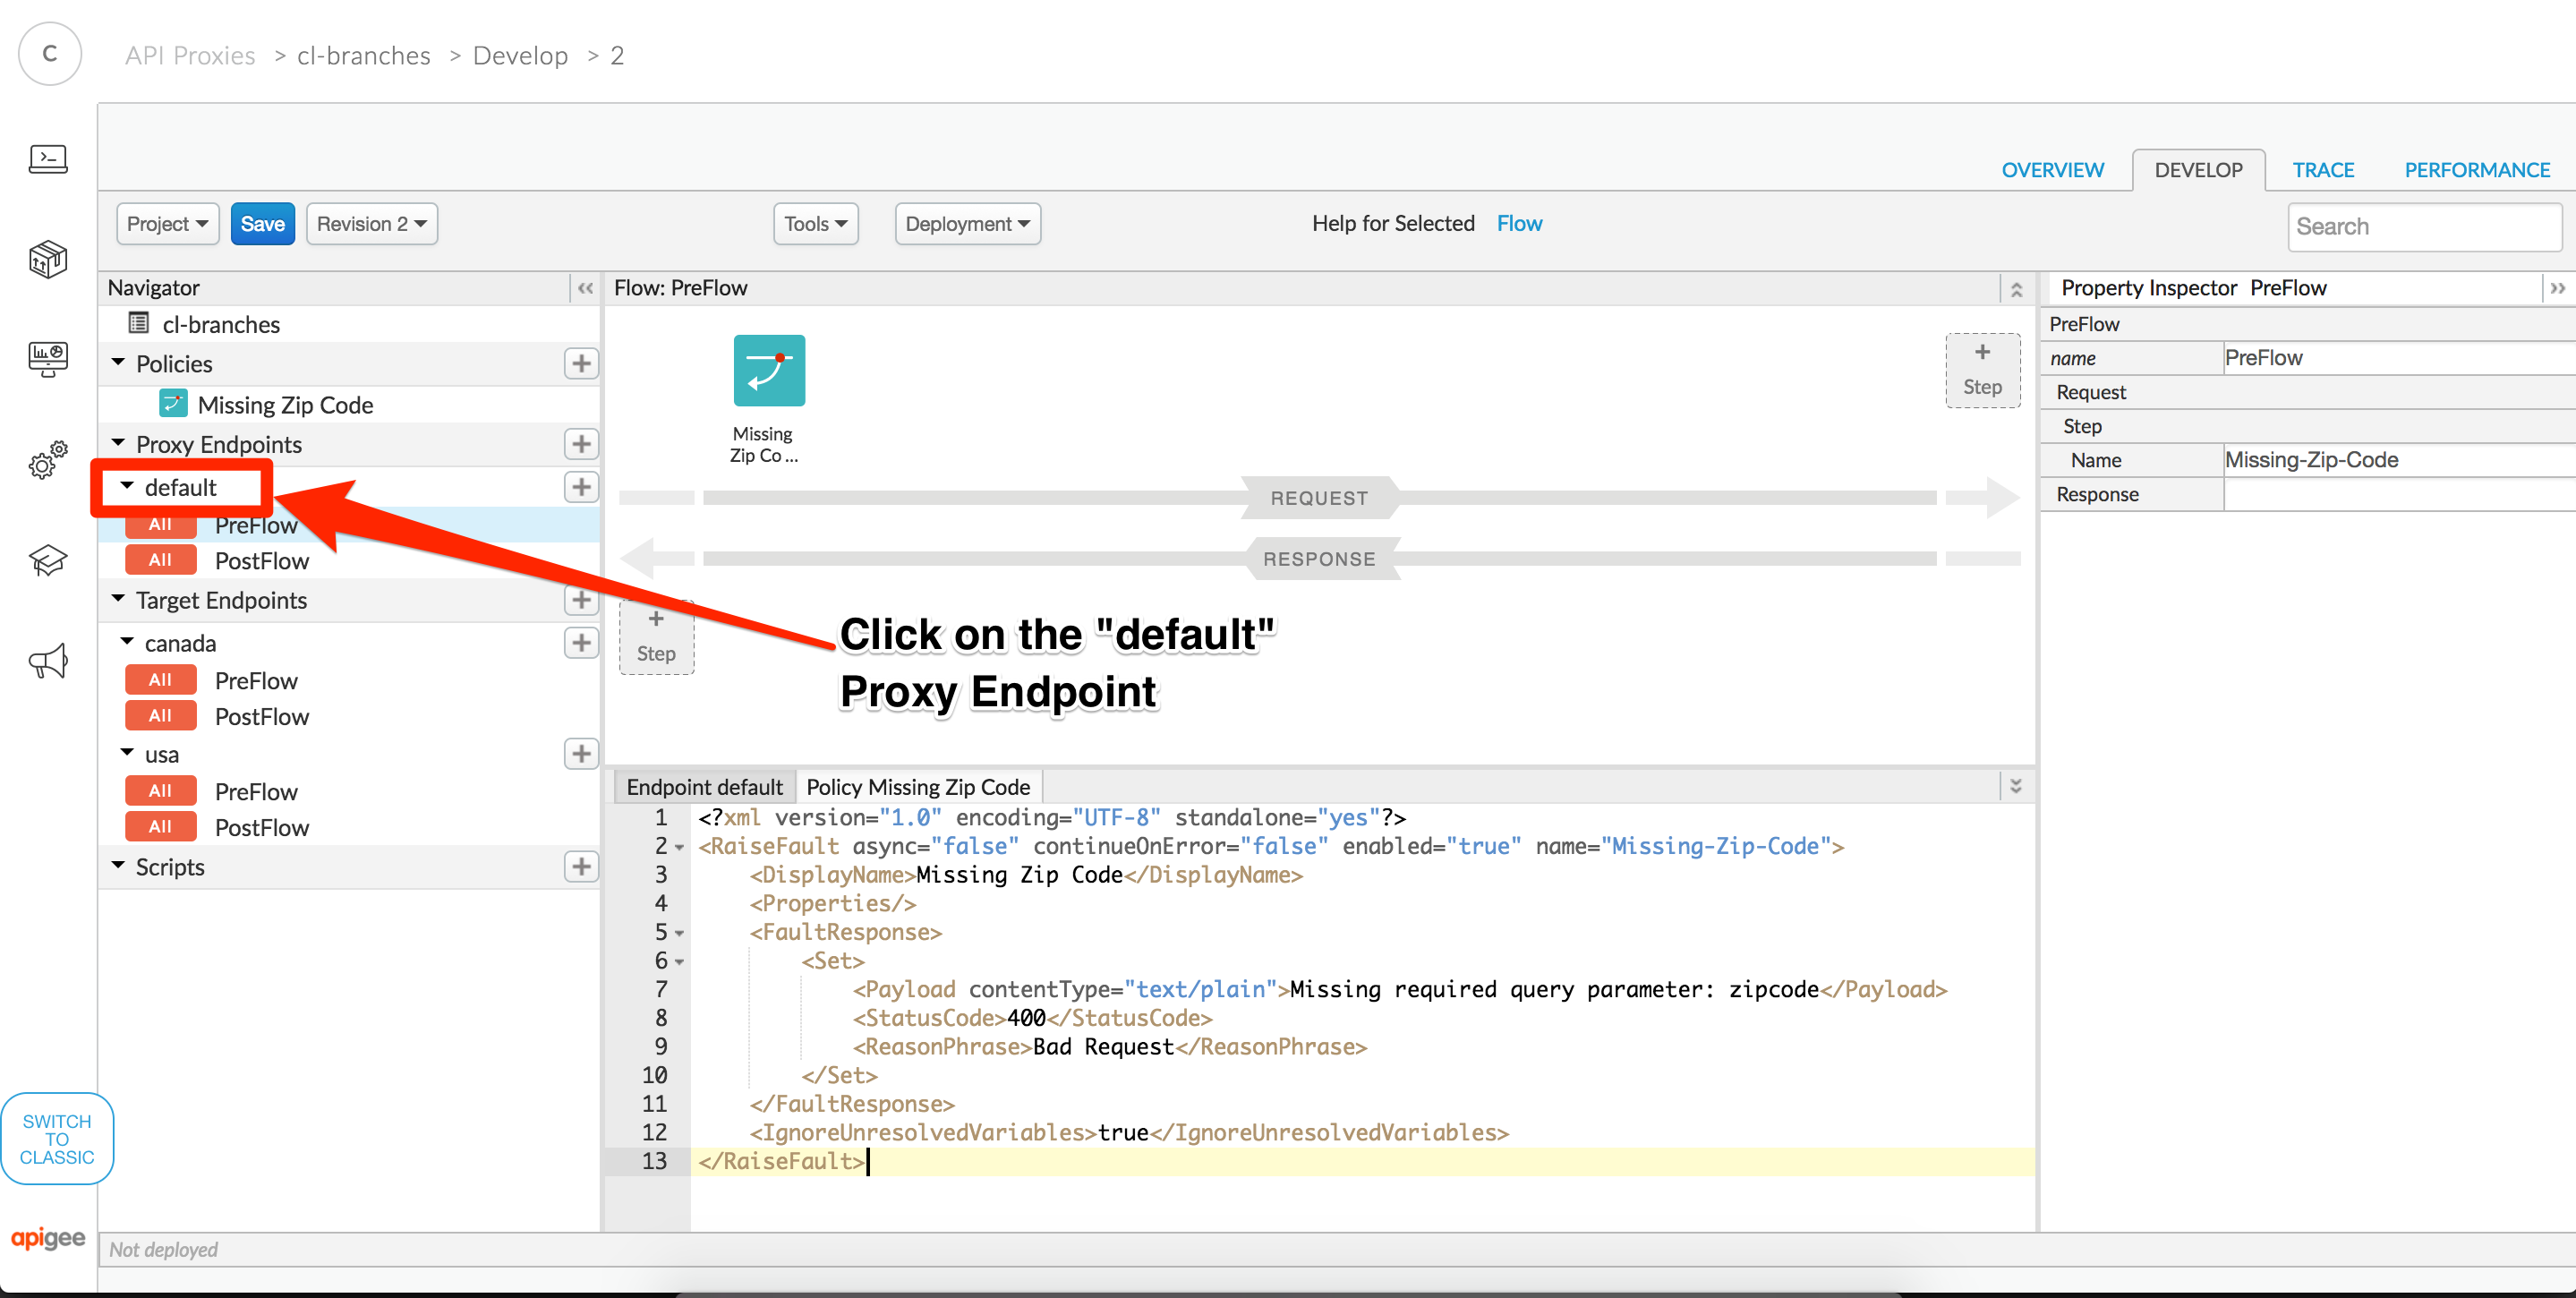 C
API Proxies > cl-branches > Develop > 2
OVERVIEW DEVELOP TRACE PERFORMANCE
Project Save Revision 2 Tools Deployment Help for Selected Flow Search
Navigator
cl-branches
Policies
Missing Zip Code
Proxy Endpoints
default
All PreFlow
All PostFlow
Target Endpoints
canada
All PreFlow
All PostFlow
usa
All PreFlow
All PostFlow
Scripts
Flow: PreFlow
Missing
Zip Co ...
+
Step
REQUEST
RESPONSE
+
Step
Click on the "default"
Proxy Endpoint
Endpoint default Policy Missing Zip Code
1 <?xml version="1.0" encoding="UTF-8" standalone="yes"?>
2 <RaiseFault async="false" continueOnError="false" enabled="true" name="Missing-Zip-Code">
3 <DisplayName>Missing Zip Code</DisplayName>
4 <Properties/>
5 <FaultResponse>
6 <Set>
7 <Payload contentType="text/plain">Missing required query parameter: zipcode</Payload>
8 <StatusCode>400</StatusCode>
9 <ReasonPhrase>Bad Request</ReasonPhrase>
10 </Set>
11 </FaultResponse>
12 <IgnoreUnresolvedVariables>true</IgnoreUnresolvedVariables>
13 </RaiseFault>
Property Inspector PreFlow
PreFlow
name PreFlow
Request
Step
Name Missing-Zip-Code
Response
SWITCH
TO
CLASSIC
apigee
Not deployed